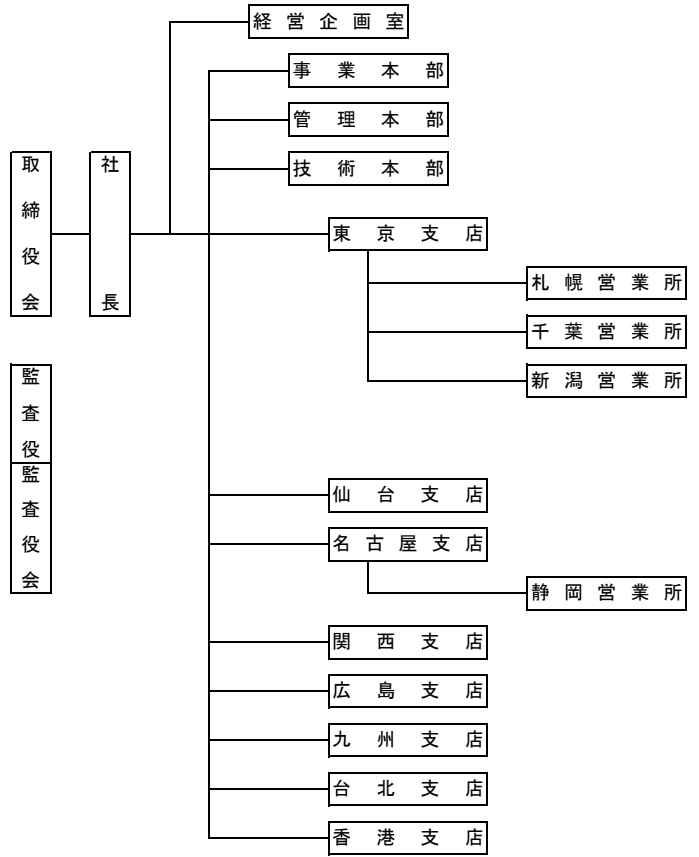 経営企画室
事業本部
管理本部
技術本部
取締役会
社長
東京支店
札幌営業所
千葉営業所
新潟営業所
監査役
監査役会
仙台支店
名古屋支店
静岡営業所
関西支店
広島支店
九州支店
台北支店
香港支店